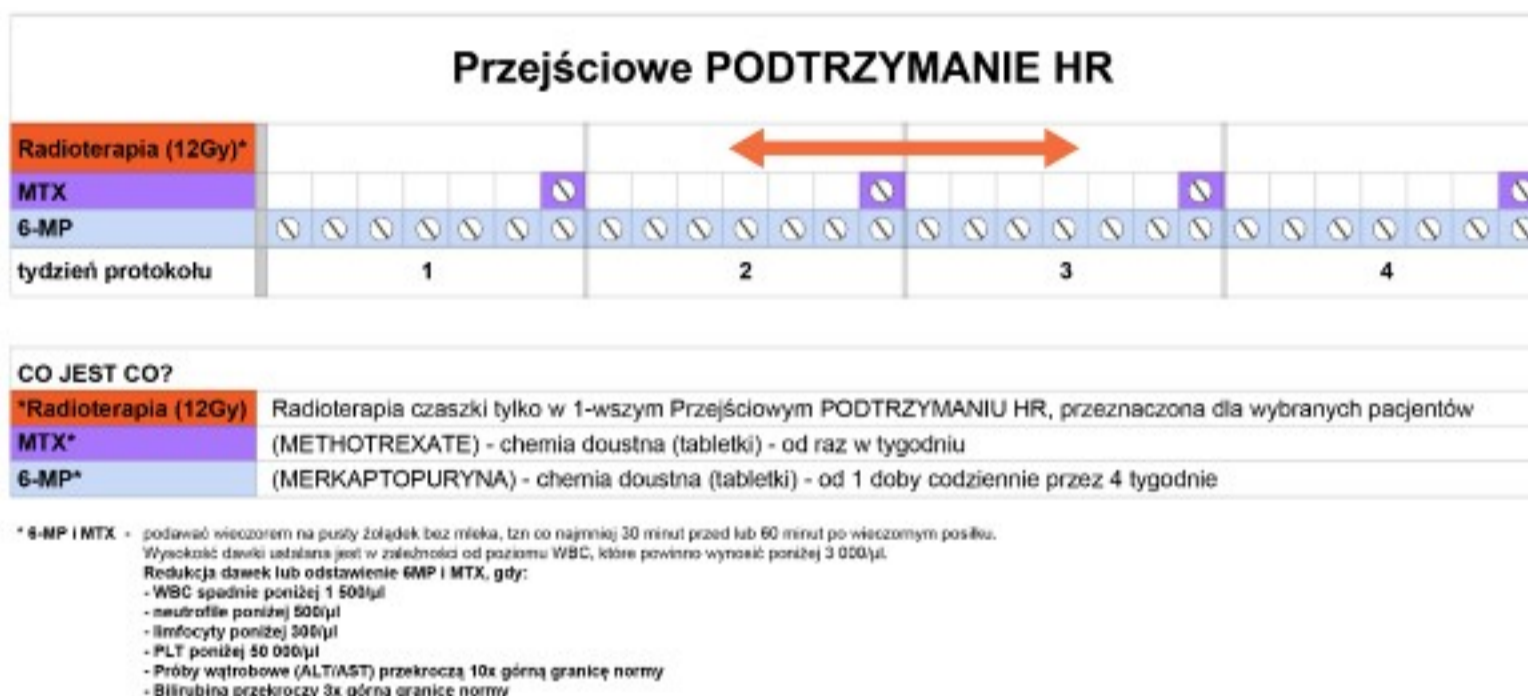 Przejściowe PODTRZYMANIE HR
Radioterapia (12Gy)*
MTX
6-MP
tydzień protokołu 1 2 3 4
CO JEST CO?
*Radioterapia (12Gy) Radioterapia czaszki tylko w 1-wszym Przejściowym PODTRZYMANIU HR, przeznaczona dla wybranych pacjentów
MTX* (METHOTREXATE) - chemia doustna (tabletki) - od raz w tygodniu
6-MP* (MERKAPTOPURYNA) - chemia doustna (tabletki) - od 1 doby codziennie przez 4 tygodnie
* 6-MP i MTX - podawać wieczorem na pusty żołądek bez mleka, tzn co najmniej 30 minut przed lub 60 minut po wieczornym posiłku.
Wysokość dawki ustalana jest w zależności od poziomu WBC, które powinno wynosić poniżej 3 000/µl.
Redukcja dawek lub odstawienie 6MP i MTX, gdy:
- WBC spadnie poniżej 1 500/µl
- neutrofile poniżej 500/µl
- limfocyty poniżej 300/µl
- PLT poniżej 50 000/µl
- Próby wątrobowe (ALT/AST) przekroczą 10x górną granicę normy
- Bilirubina przekroczy 3x górną granicę normy